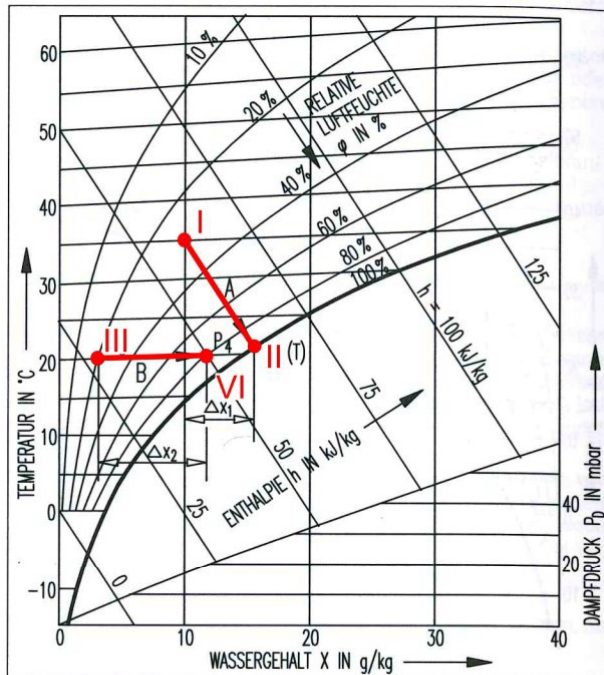 60
50
40
30
20
10
0
-10
TEMPERATUR IN °C
10 %
20 %
RELATIVE
LUFTFEUCHTE
φ IN %
40 %
60 %
80 %
100 %
I
A
II (T)
III
B
P4
VI
Δx1
Δx2
0
25
50
75
h = 100 kJ/kg
125
ENTHALPIE h IN kJ/kg
40
30
20
10
DAMPFDRUCK PD IN mbar
0
10
20
30
40
WASSERGEHALT X IN g/kg